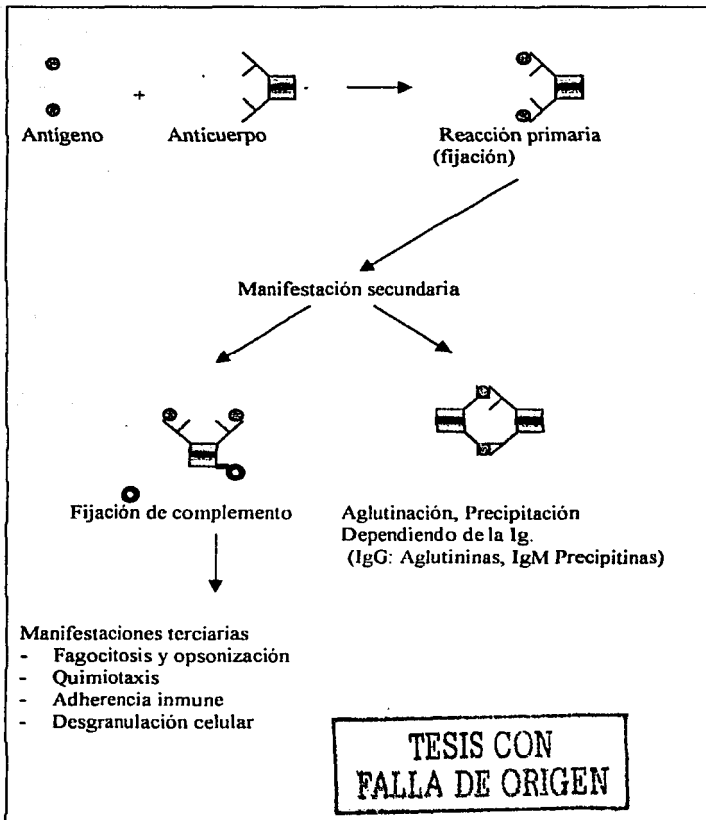 Antígeno
+
Anticuerpo
Reacción primaria
(fijación)
Manifestación secundaria
Fijación de complemento
Aglutinación, Precipitación
Dependiendo de la Ig.
(IgG: Aglutininas, IgM Precipitinas)
Manifestaciones terciarias
- Fagocitosis y opsonización
- Quimiotaxis
- Adherencia inmune
- Desgranulación celular
TESIS CON
FALLA DE ORIGEN